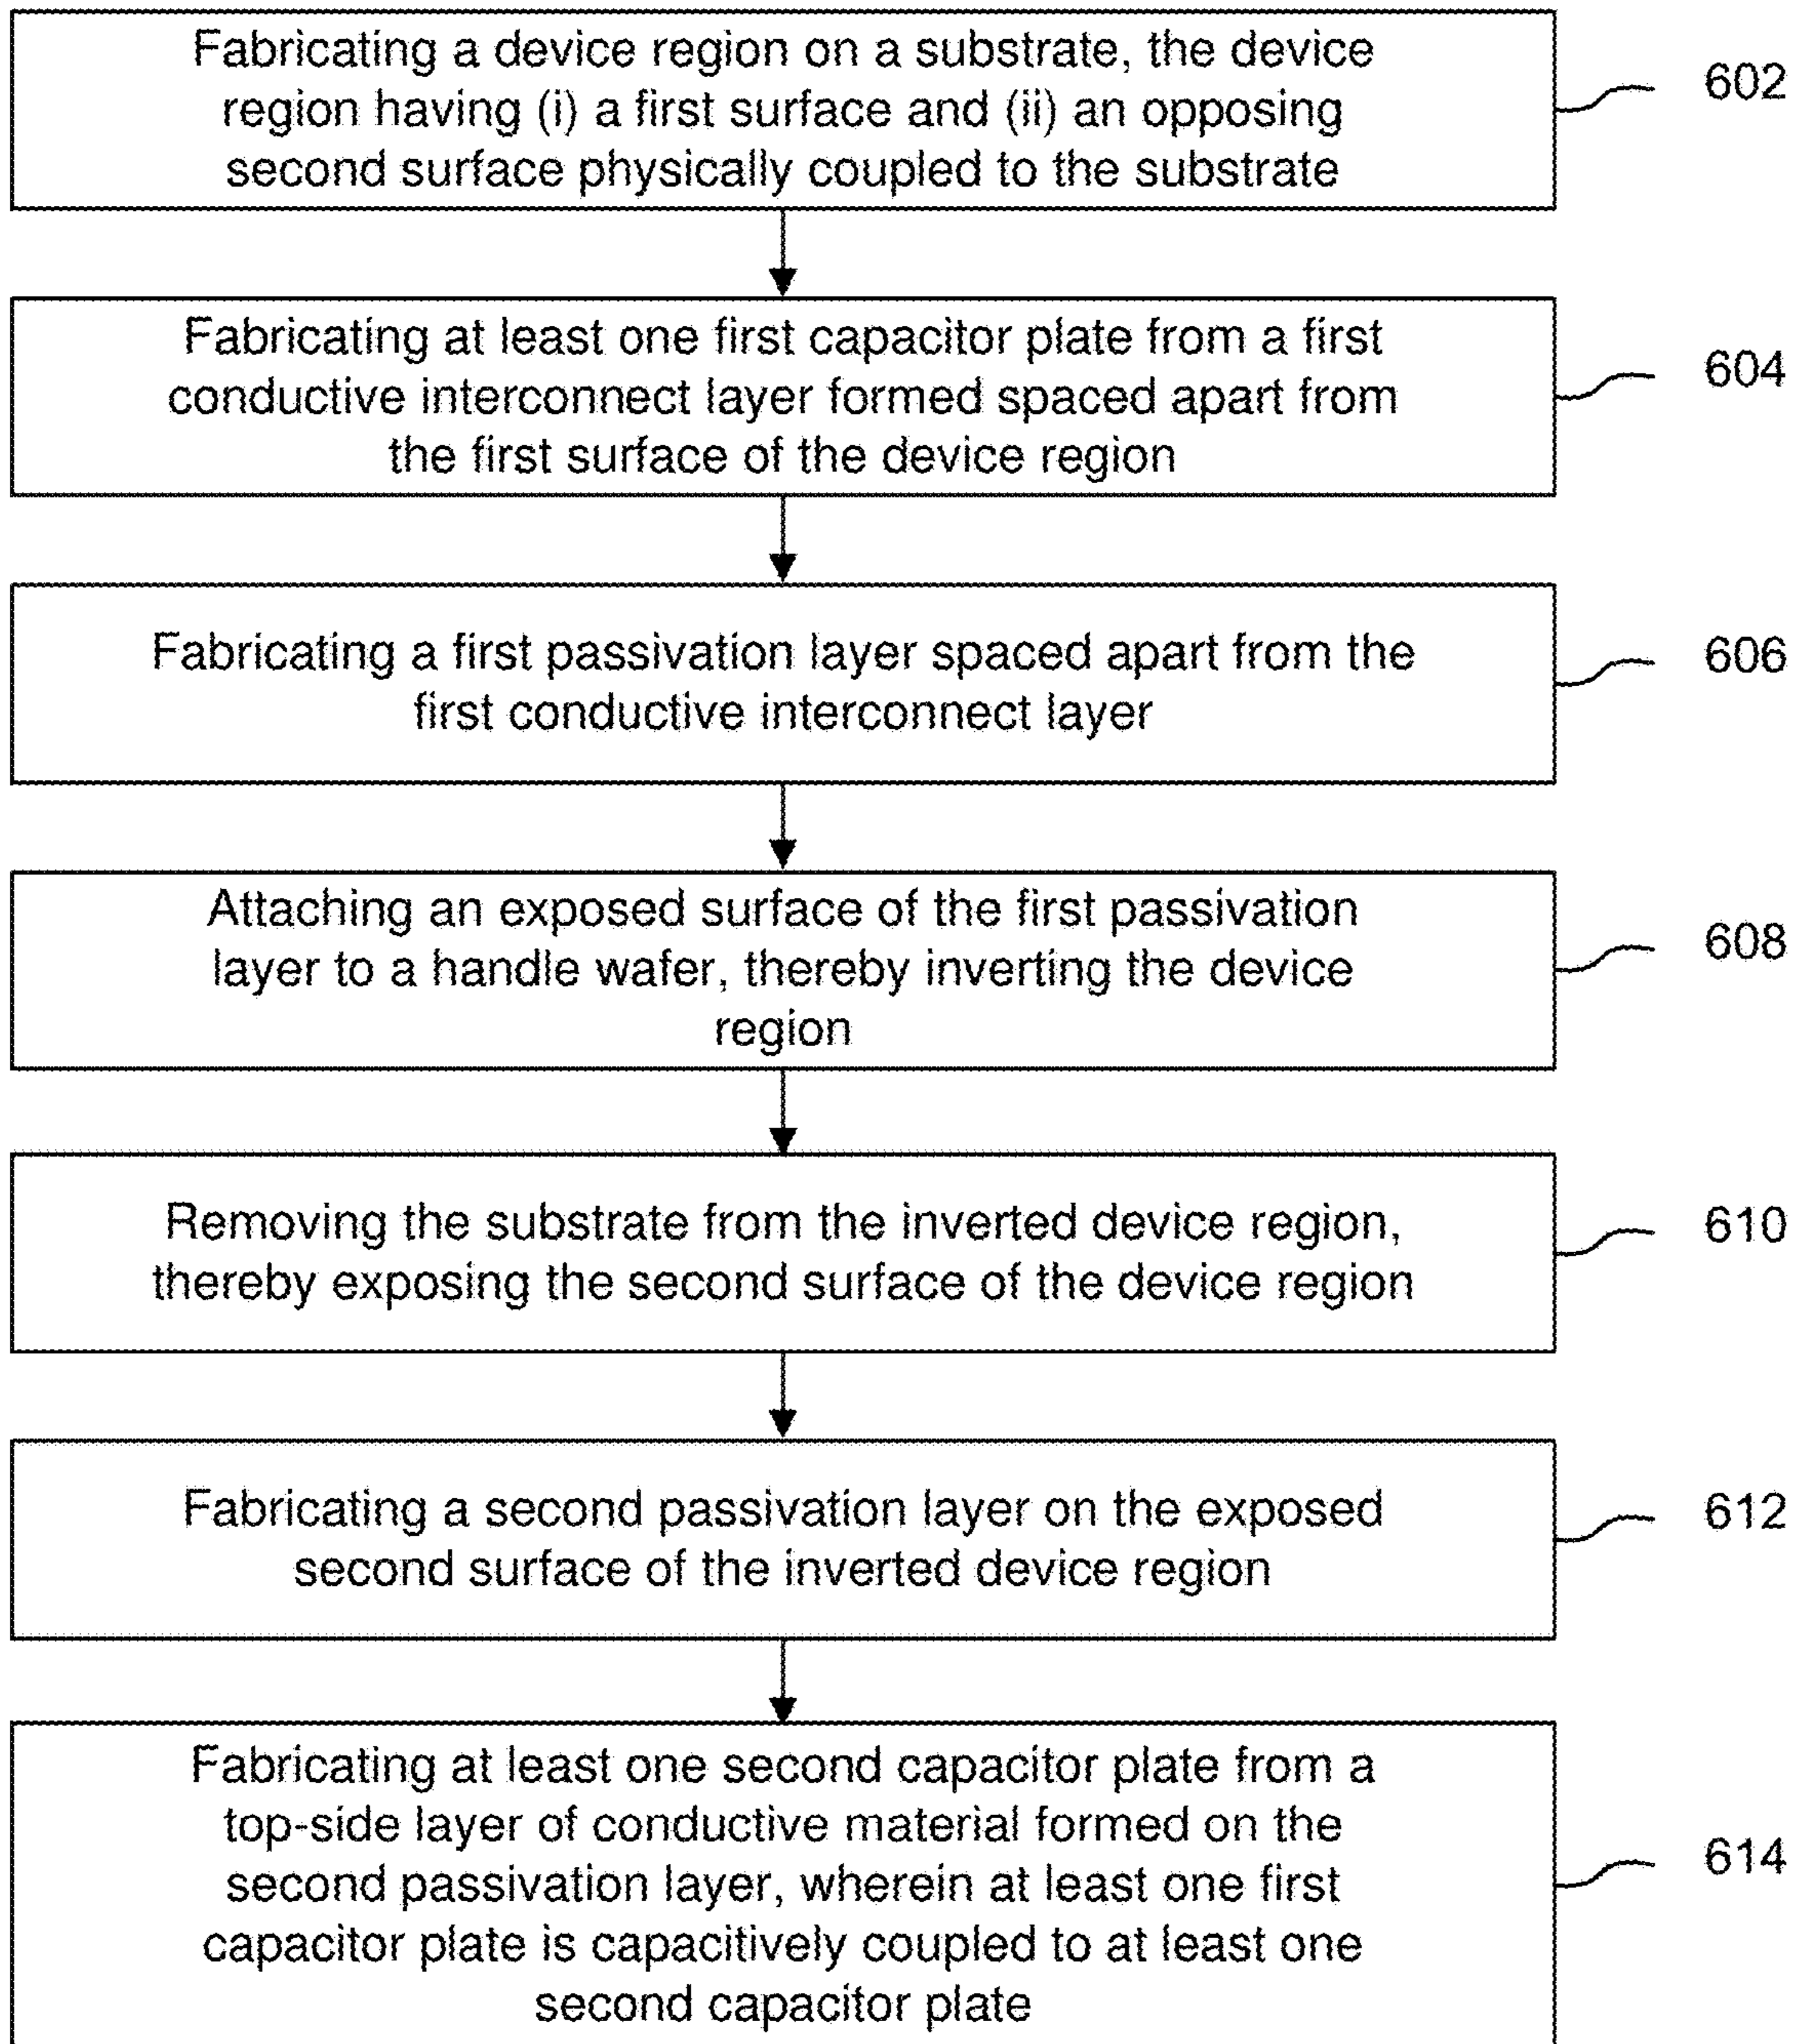 Fabricating a device region on a substrate, the device
region having (i) a first surface and (ii) an opposing
second surface physically coupled to the substrate
602
Fabricating at least one first capacitor plate from a first
conductive interconnect layer formed spaced apart from
the first surface of the device region
604
Fabricating a first passivation layer spaced apart from the
first conductive interconnect layer
606
Attaching an exposed surface of the first passivation
layer to a handle wafer, thereby inverting the device
region
608
Removing the substrate from the inverted device region,
thereby exposing the second surface of the device region
610
Fabricating a second passivation layer on the exposed
second surface of the inverted device region
612
Fabricating at least one second capacitor plate from a
top-side layer of conductive material formed on the
second passivation layer, wherein at least one first
capacitor plate is capacitively coupled to at least one
second capacitor plate
614